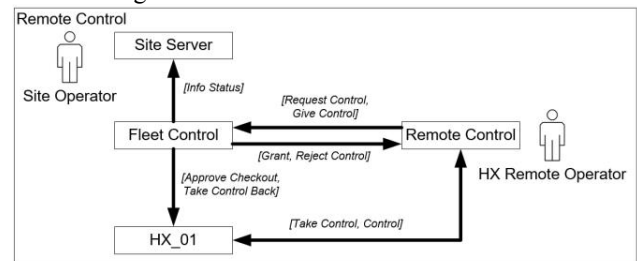 Remote Control
Site Operator
Site Server
[Info Status]
[Request Control,
Give Control]
Fleet Control
Remote Control
[Grant, Reject Control]
HX Remote Operator
[Approve Checkout,
Take Control Back]
[Take Control, Control]
HX_01